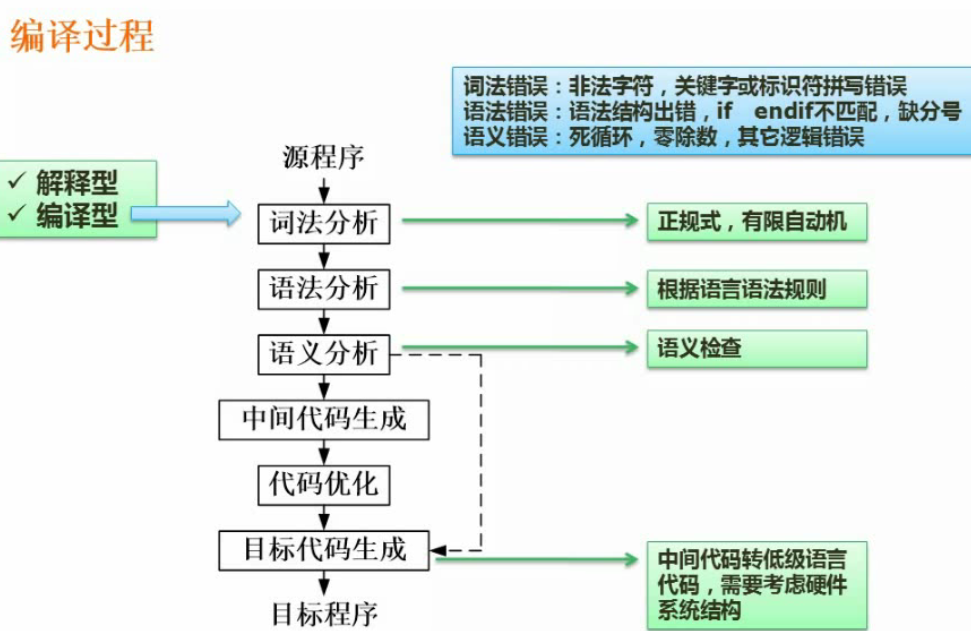 编译过程
词法错误：非法字符，关键字或标识符拼写错误
语法错误：语法结构出错，if endif不匹配，缺分号
语义错误：死循环，零除数，其它逻辑错误
源程序
✓ 解释型
✓ 编译型
词法分析
正规式，有限自动机
语法分析
根据语言语法规则
语义分析
语义检查
中间代码生成
代码优化
目标代码生成
中间代码转低级语言
代码，需要考虑硬件
系统结构
目标程序